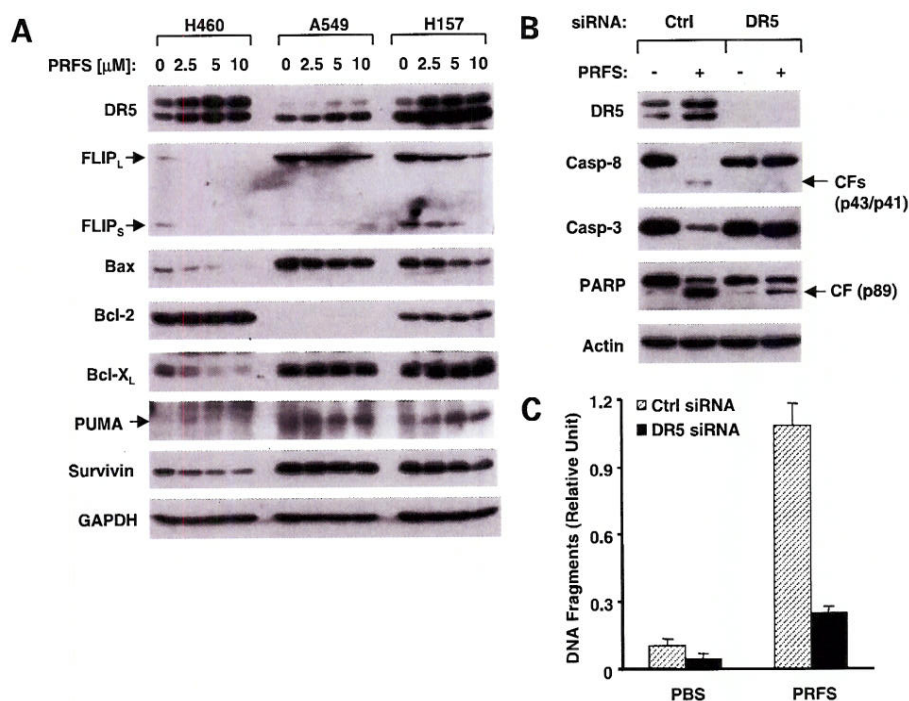 A
H460 A549 H157
PRFS [µM]: 0 2.5 5 10 0 2.5 5 10 0 2.5 5 10
DR5
FLIPL
FLIPS
Bax
Bcl-2
Bcl-XL
PUMA
Survivin
GAPDH
B
siRNA: Ctrl DR5
PRFS: - + - +
DR5
Casp-8
CFs
(p43/p41)
Casp-3
PARP
CF (p89)
Actin
C
DNA Fragments (Relative Unit)
1.2
0.9
0.6
0.3
0
Ctrl siRNA
DR5 siRNA
PBS PRFS